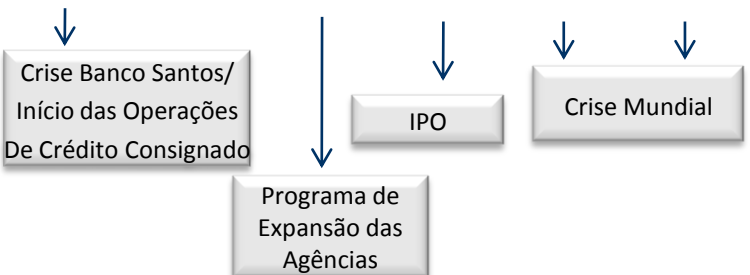 Crise Banco Santos/
Início das Operações
De Crédito Consignado
Programa de
Expansão das
Agências
IPO
Crise Mundial